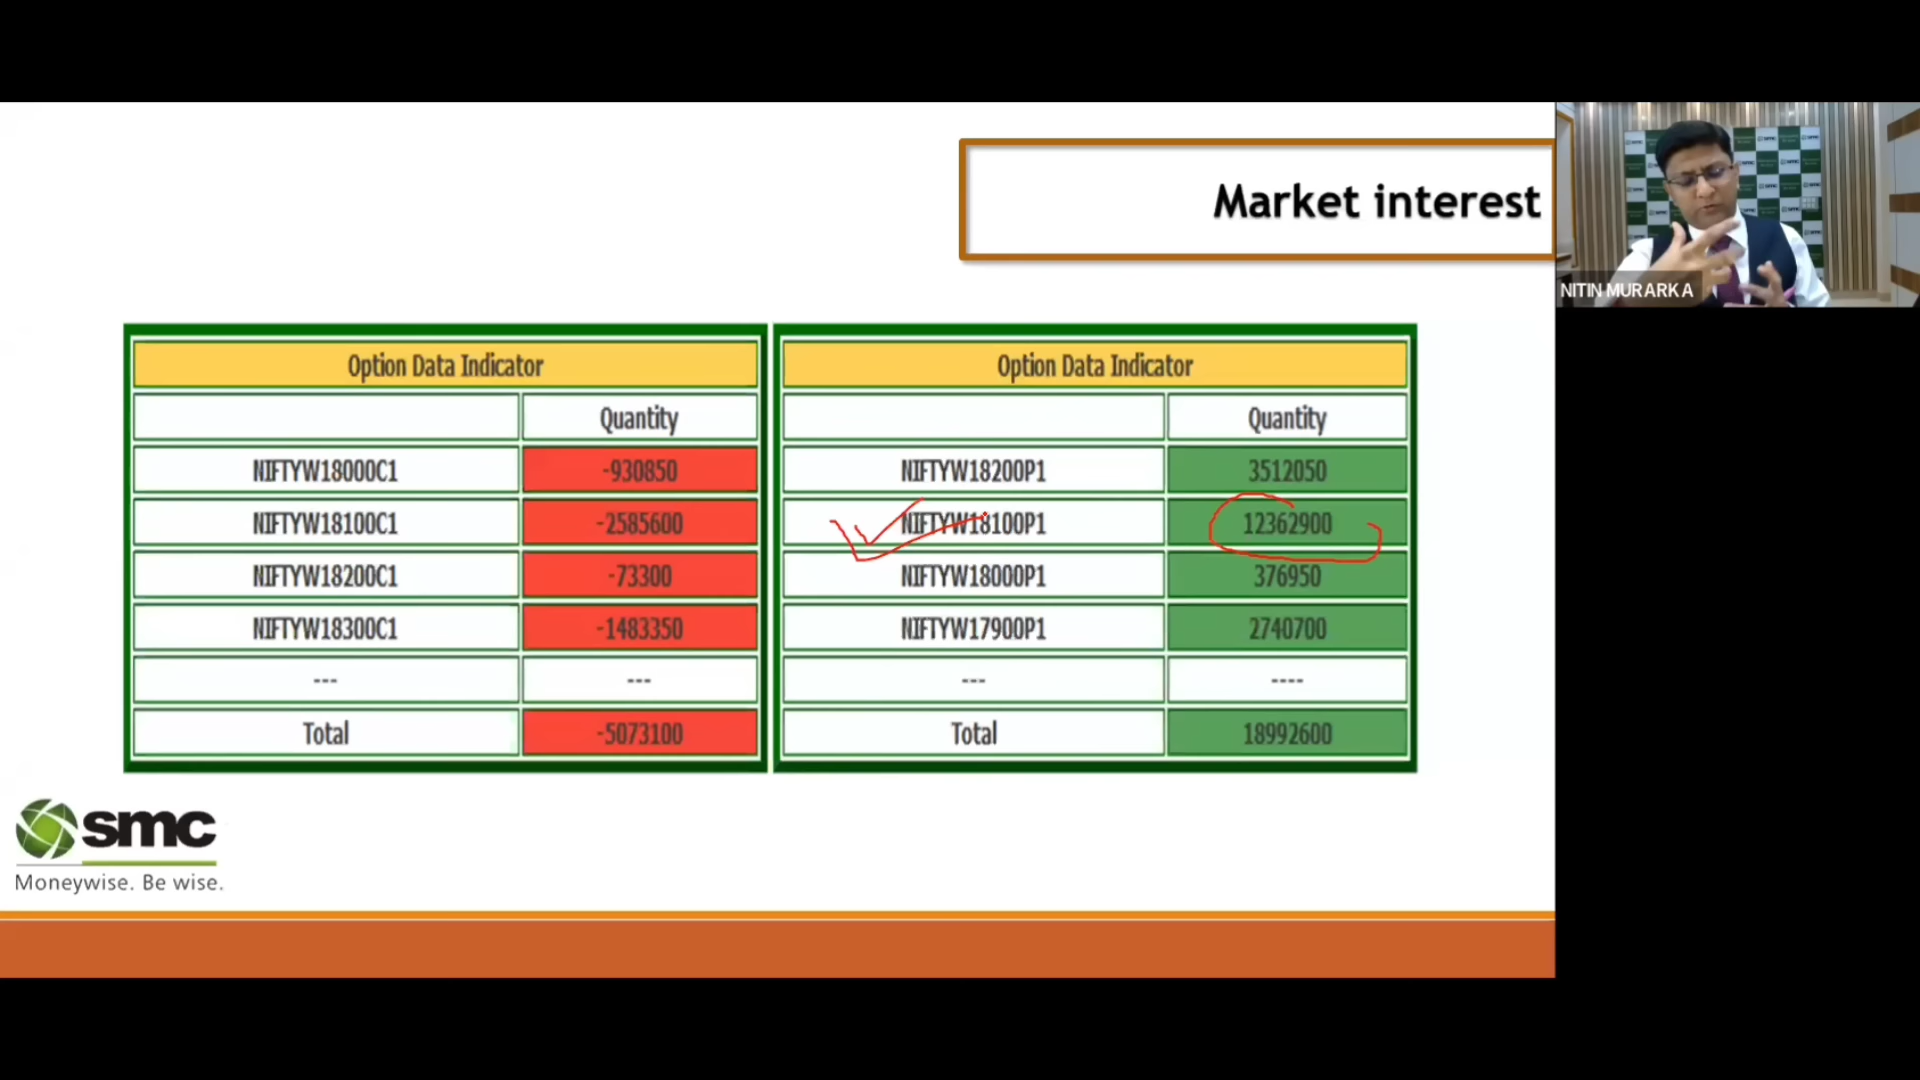 Market interest
NITIN MURARKA
Option Data Indicator
Quantity
NIFTYW18000C1 -930850
NIFTYW18100C1 -2585600
NIFTYW18200C1 -73300
NIFTYW18300C1 -1483350
--- ---
Total -5073100
Option Data Indicator
Quantity
NIFTYW18200P1 3512050
NIFTYW18100P1 12362900
NIFTYW18000P1 376950
NIFTYW17900P1 2740700
--- ----
Total 18992600
smc
Moneywise. Be wise.